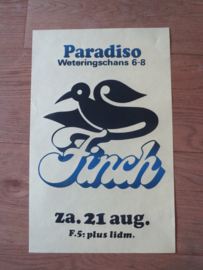 Paradiso
Weteringschans 6-8
Finch
za. 21 aug.
F.5: plus lidm.